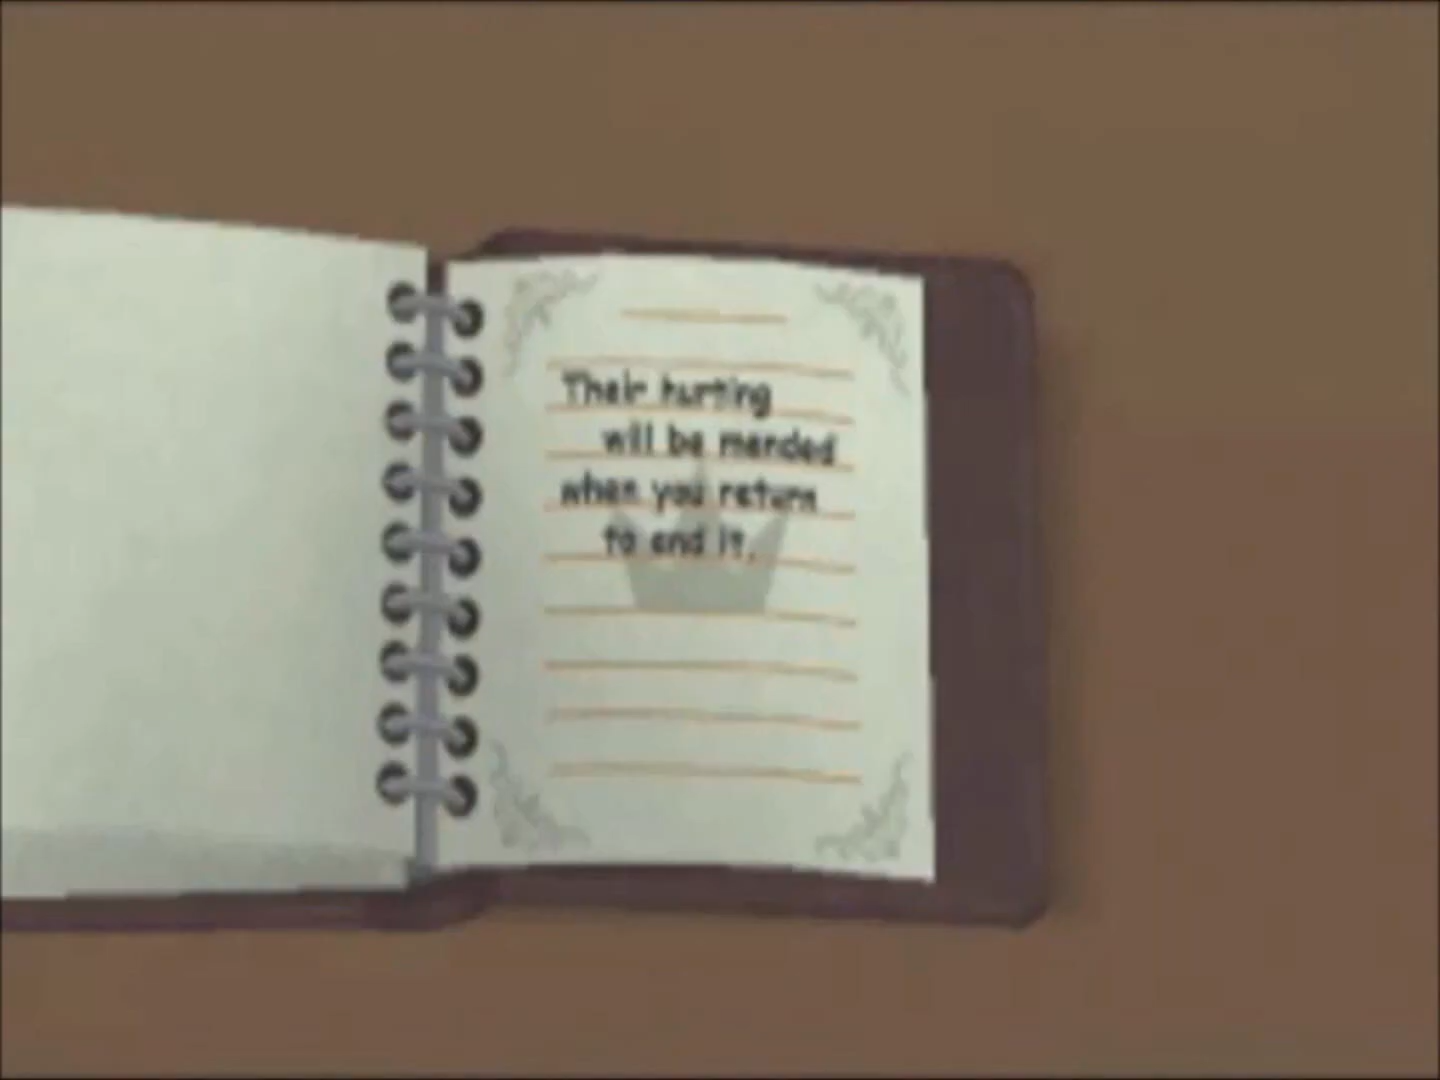 Their hurting
will be mended
when you return
to end it.